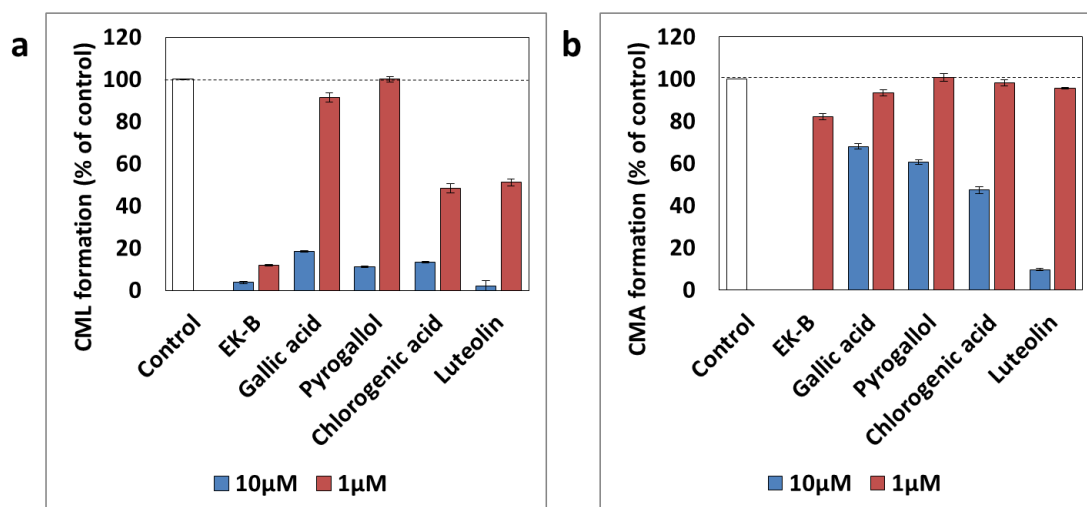 a
CML formation (% of control)
120
100
80
60
40
20
0
Control
EK-B
Gallic acid
Pyrogallol
Chlorogenic acid
Luteolin
10μM
1μM
b
CMA formation (% of control)
120
100
80
60
40
20
0
Control
EK-B
Gallic acid
Pyrogallol
Chlorogenic acid
Luteolin
10μM
1μM